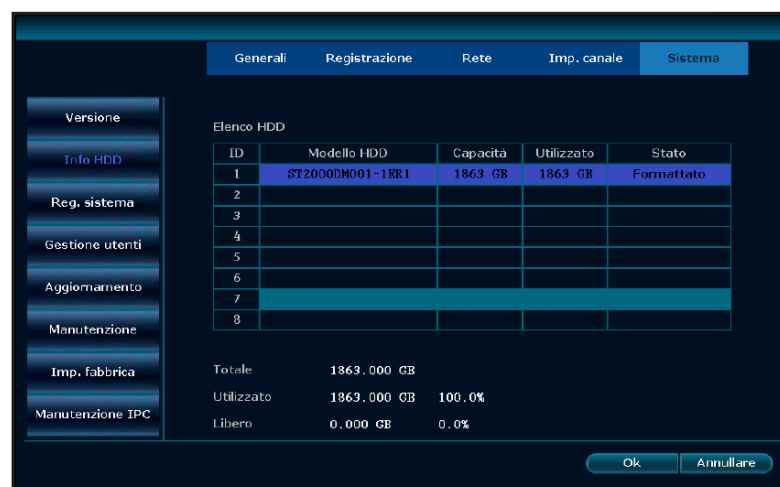 Generali Registrazione Rete Imp. canale Sistema
Versione
Info HDD
Reg. sistema
Gestione utenti
Aggiornamento
Manutenzione
Imp. fabbrica
Manutenzione IPC
Elenco HDD
ID Modello HDD Capacità Utilizzato Stato
1 ST2000DM001-1ER1 1863 GB 1863 GB Formattato
2
3
4
5
6
7
8
Totale 1863.000 GB
Utilizzato 1863.000 GB 100.0%
Libero 0.000 GB 0.0%
Ok Annullare